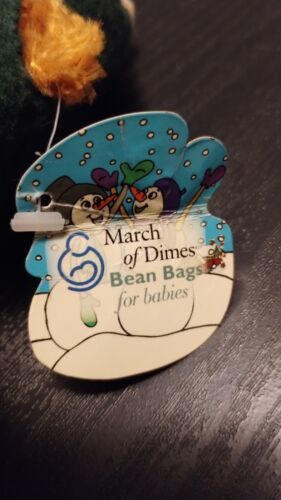 March
of Dimes
Bean Bags
for babies